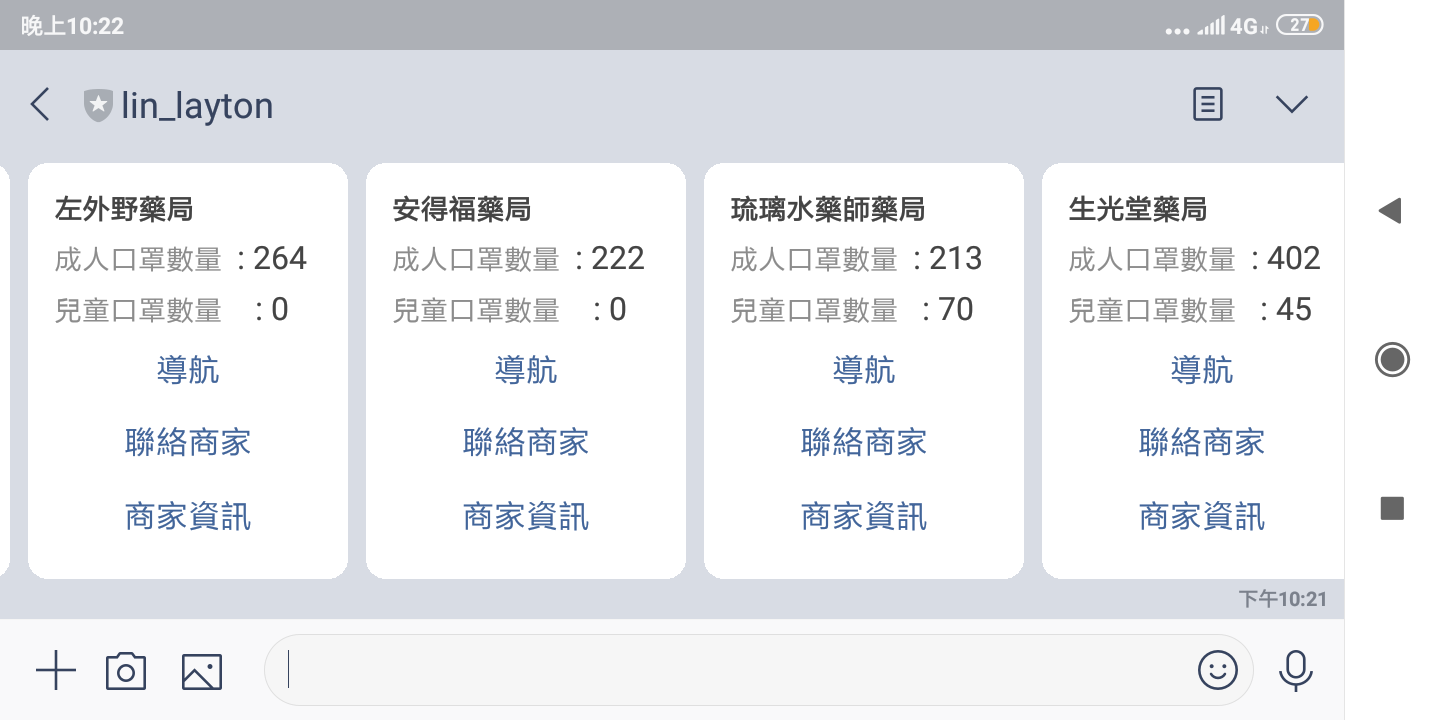 晚上10:22
4G
27
lin_layton
左外野藥局
成人口罩數量 : 264
兒童口罩數量 : 0
導航
聯絡商家
商家資訊
安得福藥局
成人口罩數量 : 222
兒童口罩數量 : 0
導航
聯絡商家
商家資訊
琉璃水藥師藥局
成人口罩數量 : 213
兒童口罩數量 : 70
導航
聯絡商家
商家資訊
生光堂藥局
成人口罩數量 : 402
兒童口罩數量 : 45
導航
聯絡商家
商家資訊
下午10:21